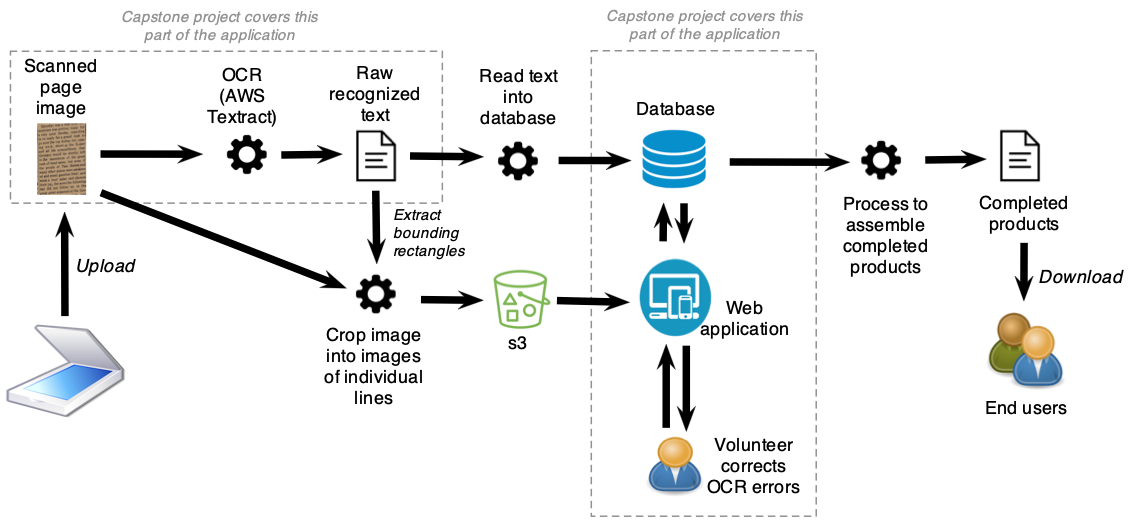 Capstone project covers this
part of the application
Capstone project covers this
part of the application
Scanned
page
image
OCR
(AWS
Textract)
Raw
recognized
text
Read text
into
database
Database
Extract
bounding
rectangles
Process to
assemble
completed
products
Completed
products
Upload
Download
Crop image
into images
of individual
lines
s3
Web
application
Volunteer
corrects
OCR errors
End users